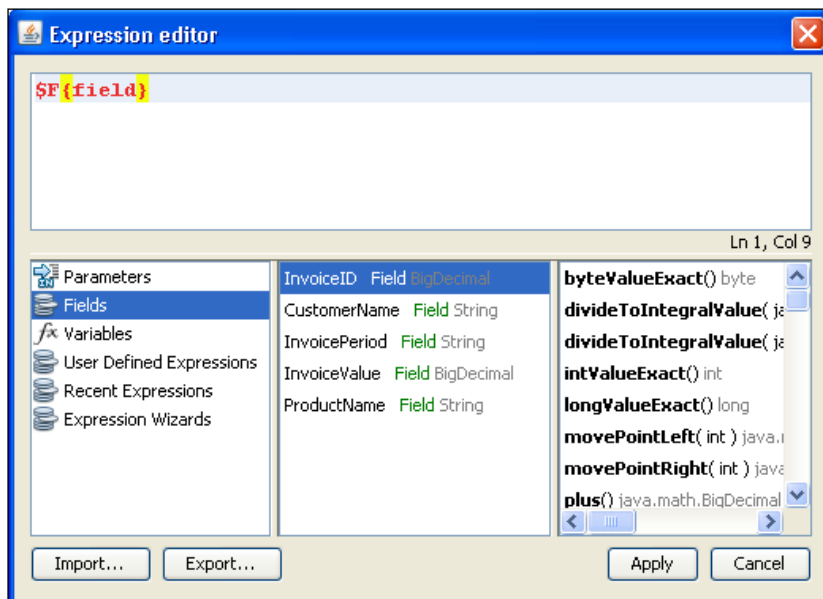 Expression editor
$F{field}
Ln 1, Col 9
Parameters
Fields
Variables
User Defined Expressions
Recent Expressions
Expression Wizards
InvoiceID Field BigDecimal
CustomerName Field String
InvoicePeriod Field String
InvoiceValue Field BigDecimal
ProductName Field String
byteValueExact() byte
divideToIntegralValue(
divideToIntegralValue(
intValueExact() int
longValueExact() long
movePointLeft( int )
movePointRight( int ) java
plus() java.math.BigDecimal
Import... Export... Apply Cancel